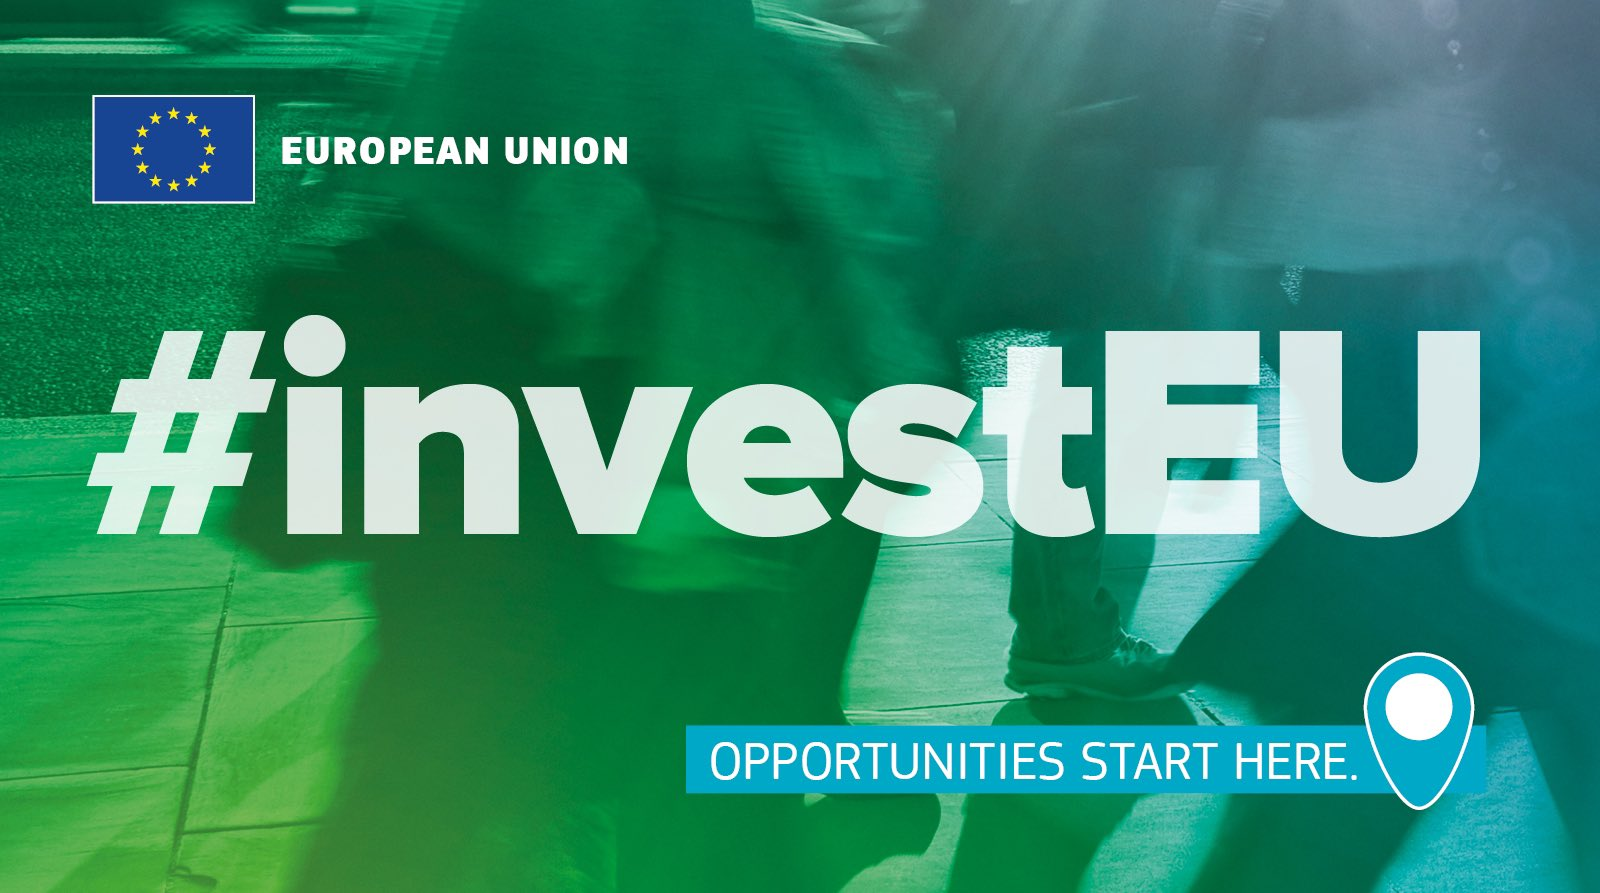 EUROPEAN UNION
#investEU
OPPORTUNITIES START HERE.